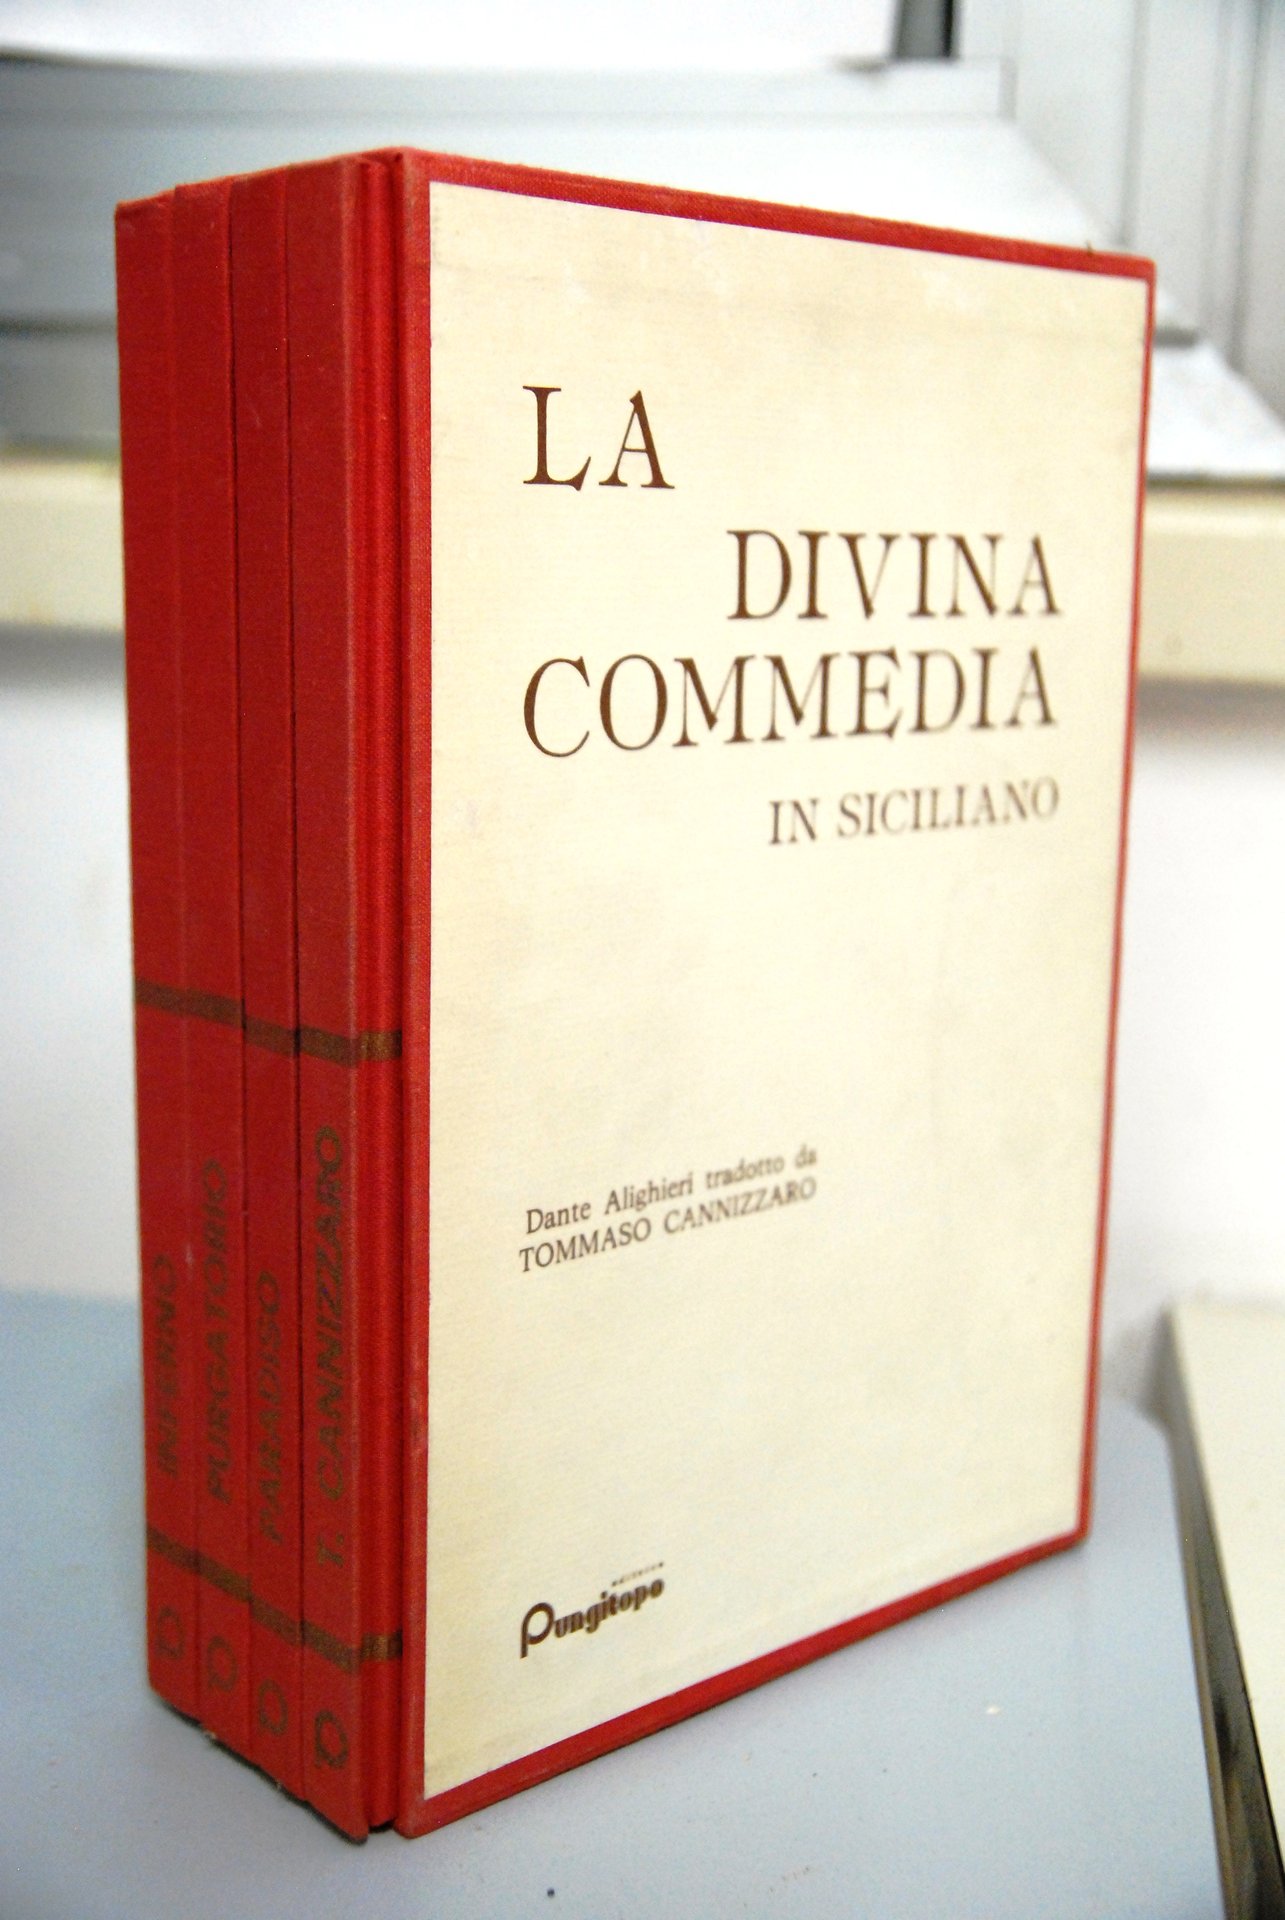 LA
DIVINA
COMMEDIA
IN SICILIANO
Dante Alighieri tradotto da
TOMMASO CANNIZZARO
Pungitopo
INFERNO
PURGATORIO
PARADISO
T. CANNIZZARO